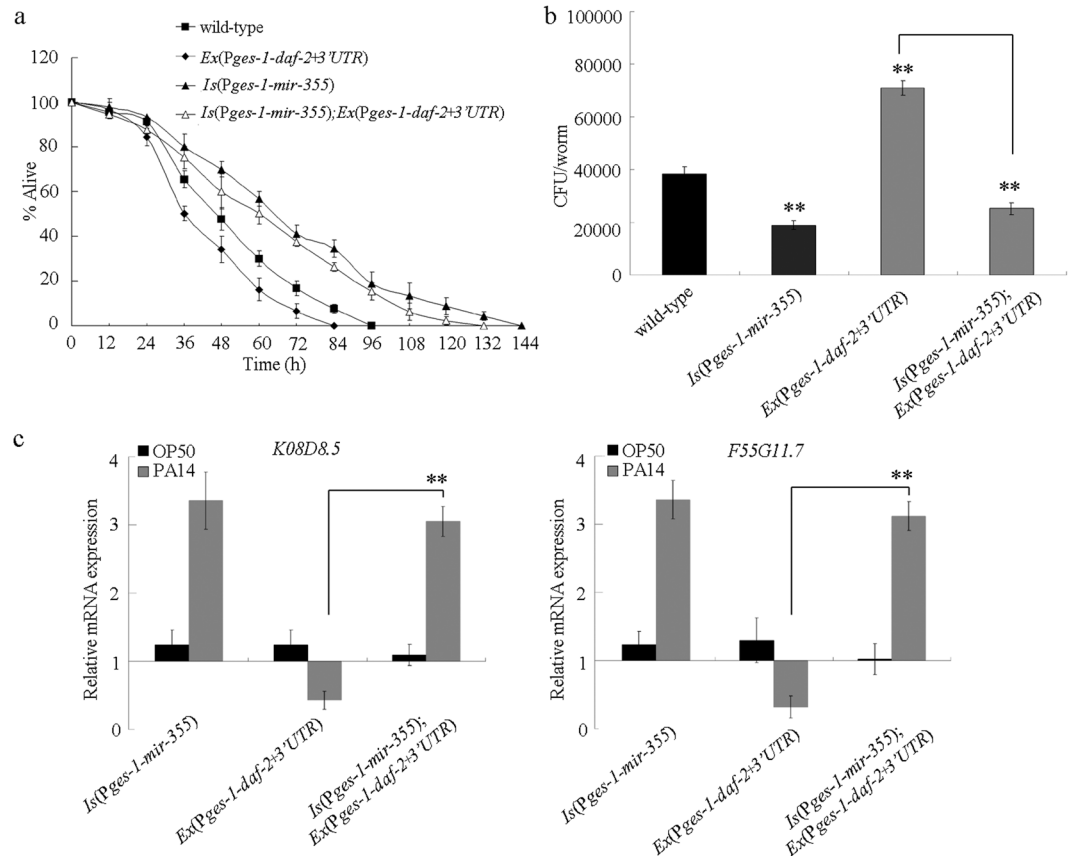 a
wild-type
Ex(Pges-1-daf-2+3'UTR)
Is(Pges-1-mir-355)
Is(Pges-1-mir-355);Ex(Pges-1-daf-2+3'UTR)
% Alive
120
100
80
60
40
20
0
0 12 24 36 48 60 72 84 96 108 120 132 144
Time (h)
b
CFU/worm
100000
80000
60000
40000
20000
0
**
**
**
wild-type
Is(Pges-1-mir-355)
Ex(Pges-1-daf-2+3'UTR)
Is(Pges-1-mir-355);
Ex(Pges-1-daf-2+3'UTR)
c
OP50
PA14
K08D8.5
Relative mRNA expression
4
3
2
1
0
**
Is(Pges-1-mir-355)
Ex(Pges-1-daf-2+3'UTR)
Is(Pges-1-mir-355);
Ex(Pges-1-daf-2+3'UTR)
OP50
PA14
F55G11.7
Relative mRNA expression
4
3
2
1
0
**
Is(Pges-1-mir-355)
Ex(Pges-1-daf-2+3'UTR)
Is(Pges-1-mir-355);
Ex(Pges-1-daf-2+3'UTR)